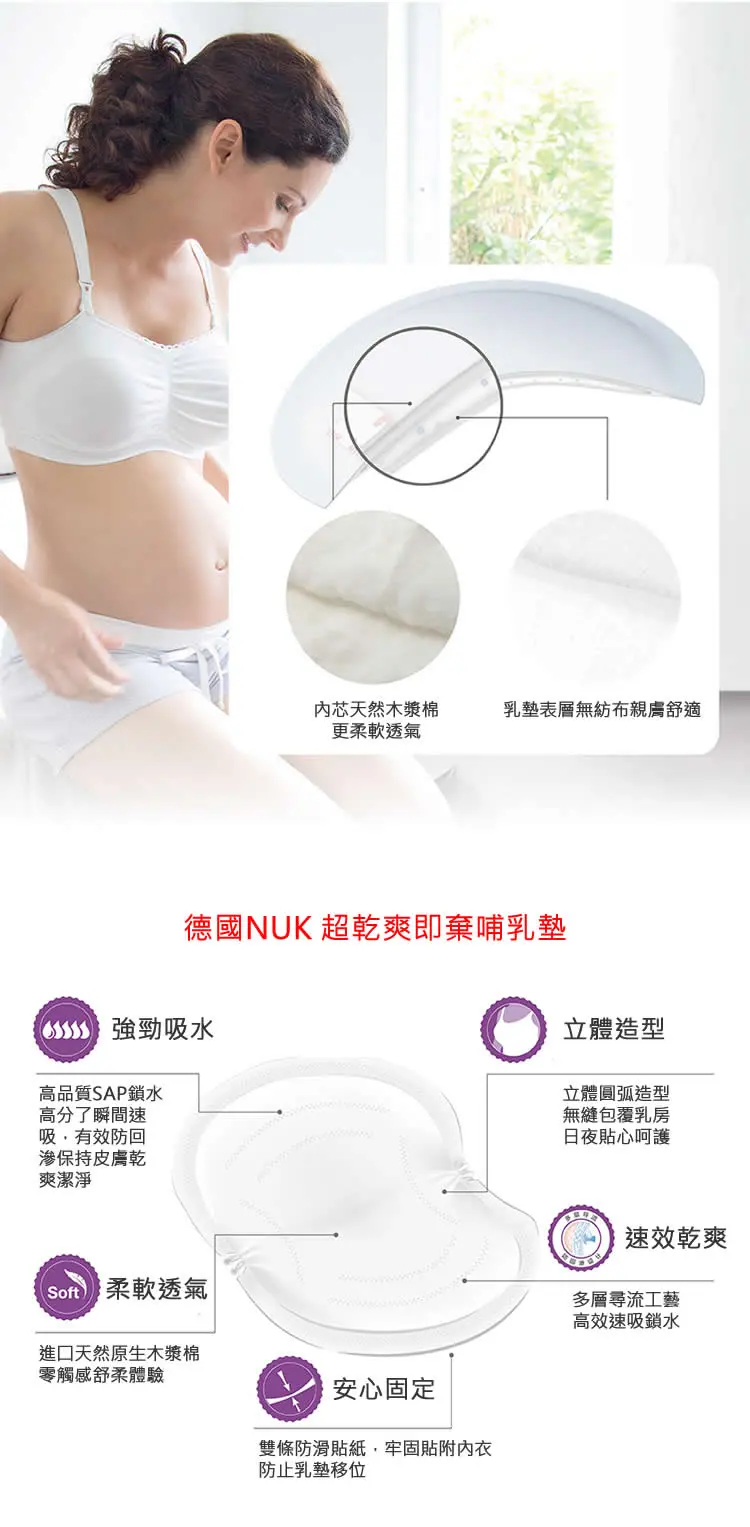 內芯天然木漿棉
更柔軟透氣
乳墊表層無紡布親膚舒適
德國NUK 超乾爽即棄哺乳墊
強勁吸水
高品質SAP鎖水
高分了瞬間速
吸，有效防回
滲保持皮膚乾
爽潔淨
立體造型
立體圓弧造型
無縫包覆乳房
日夜貼心呵護
速效乾爽
多層尋流工藝
高效速吸鎖水
Soft
柔軟透氣
進口天然原生木漿棉
零觸感舒柔體驗
安心固定
雙條防滑貼紙，牢固貼附內衣
防止乳墊移位